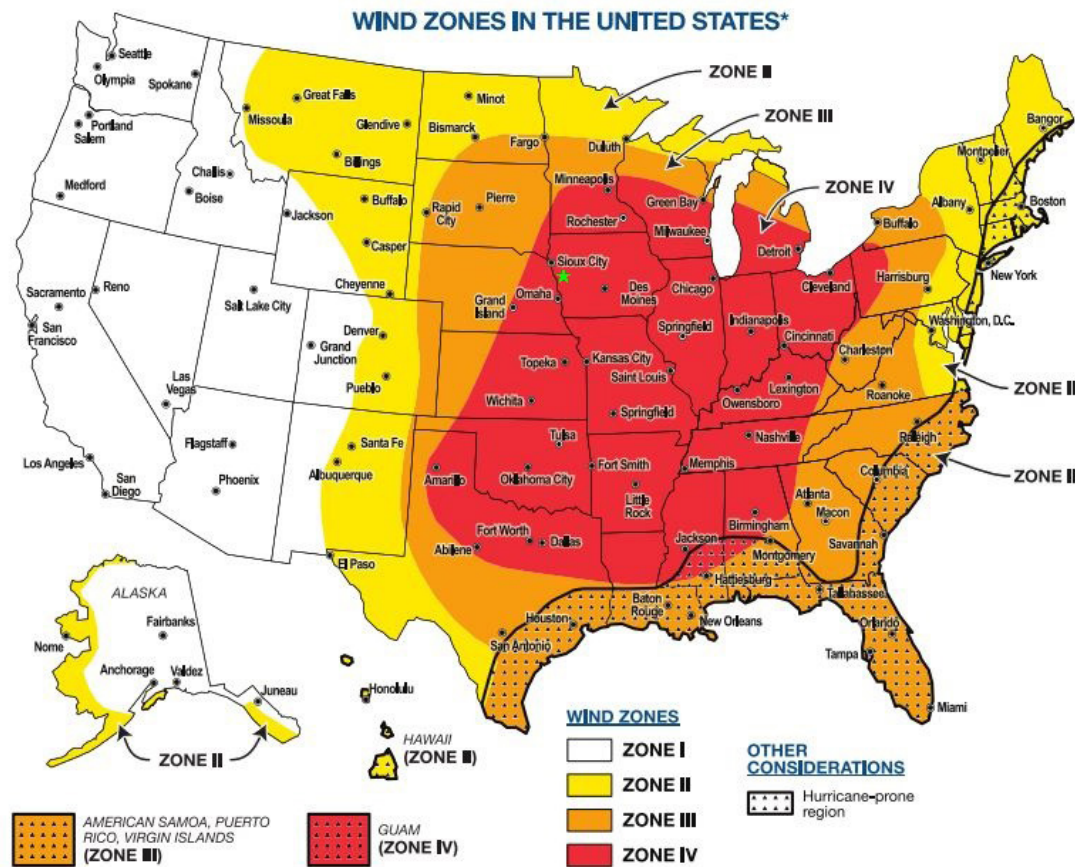 WIND ZONES IN THE UNITED STATES*
ZONE II
ZONE III
ZONE IV
ZONE II
ZONE II
Seattle
Olympia
Spokane
Portland
Salem
Medford
Challis
Boise
Great Falls
Missoula
Glendive
Billings
Minot
Bismarck
Fargo
Duluth
Minneapolis
Rochester
Green Bay
Milwaukee
Detroit
Buffalo
Albany
Montpelier
Bangor
Boston
New York
Jackson
Buffalo
Casper
Cheyenne
Rapid City
Pierre
Sioux City
Omaha
Des Moines
Grand Island
Chicago
Cleveland
Harrisburg
Washington, D.C.
Sacramento
San Francisco
Reno
Salt Lake City
Las Vegas
Denver
Grand Junction
Pueblo
Topeka
Kansas City
Springfield
Saint Louis
Indianapolis
Cincinnati
Charleston
Lexington
Owensboro
Roanoke
Wichita
Springfield
Los Angeles
San Diego
Flagstaff
Phoenix
Santa Fe
Albuquerque
El Paso
Amarillo
Tulsa
Oklahoma City
Fort Smith
Little Rock
Nashville
Memphis
Raleigh
Columbia
Atlanta
Macon
Savannah
Birmingham
Montgomery
Jackson
Hattiesburg
Tallahassee
Fort Worth
Dallas
Abilene
Houston
San Antonio
Baton Rouge
New Orleans
Orlando
Tampa
Miami
ALASKA
Nome
Fairbanks
Anchorage
Valdez
Juneau
ZONE II
Honolulu
HAWAII
(ZONE II)
WIND ZONES
ZONE I
ZONE II
ZONE III
ZONE IV
OTHER
CONSIDERATIONS
Hurricane-prone
region
AMERICAN SAMOA, PUERTO
RICO, VIRGIN ISLANDS
(ZONE III)
GUAM
(ZONE IV)